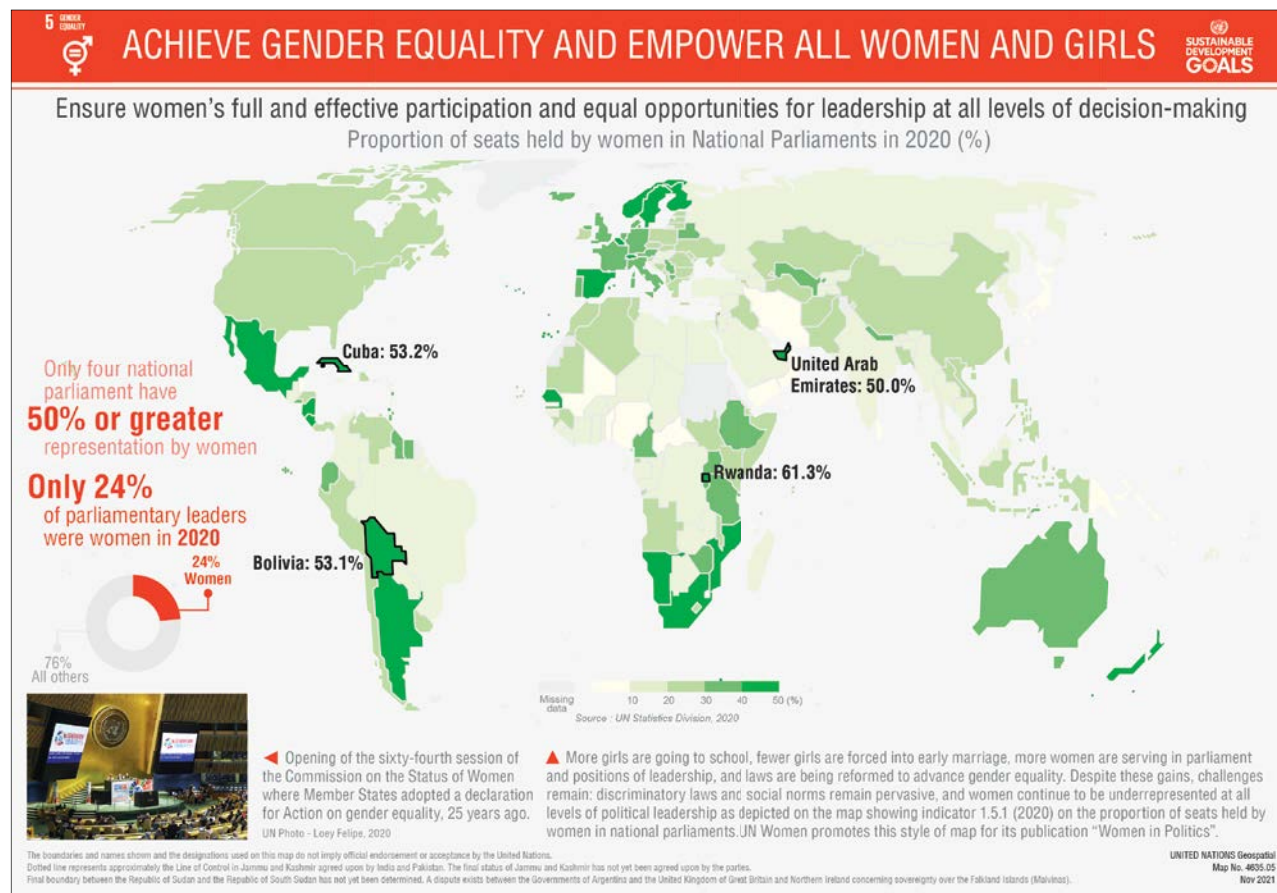 5 GENDER
EQUALITY
ACHIEVE GENDER EQUALITY AND EMPOWER ALL WOMEN AND GIRLS
SUSTAINABLE
DEVELOPMENT
GOALS
Ensure women's full and effective participation and equal opportunities for leadership at all levels of decision-making
Proportion of seats held by women in National Parliaments in 2020 (%)
Cuba: 53.2%
United Arab
Emirates: 50.0%
Rwanda: 61.3%
Bolivia: 53.1%
Only four national
parliament have
50% or greater
representation by women
Only 24%
of parliamentary leaders
were women in 2020
24%
Women
76%
All others
Missing
data
10 20 30 40 50 (%)
Source : UN Statistics Division, 2020
◄ Opening of the sixty-fourth session of
the Commission on the Status of Women
where Member States adopted a declaration
for Action on gender equality, 25 years ago.
UN Photo - Loey Felipe, 2020
▲ More girls are going to school, fewer girls are forced into early marriage, more women are serving in parliament
and positions of leadership, and laws are being reformed to advance gender equality. Despite these gains, challenges
remain: discriminatory laws and social norms remain pervasive, and women continue to be underrepresented at all
levels of political leadership as depicted on the map showing indicator 1.5.1 (2020) on the proportion of seats held by
women in national parliaments. UN Women promotes this style of map for its publication "Women in Politics".
The boundaries and names shown and the designations used on this map do not imply official endorsement or acceptance by the United Nations.
Dotted line represents approximately the Line of Control in Jammu and Kashmir agreed upon by India and Pakistan. The final status of Jammu and Kashmir has not yet been agreed upon by the parties.
Final boundary between the Republic of Sudan and the Republic of South Sudan has not yet been determined. A dispute exists between the Governments of Argentina and the United Kingdom of Great Britain and Northern Ireland concerning sovereignty over the Falkland Islands (Malvinas).
UNITED NATIONS Geospatial
Map No. 4635.05
Nov 2021